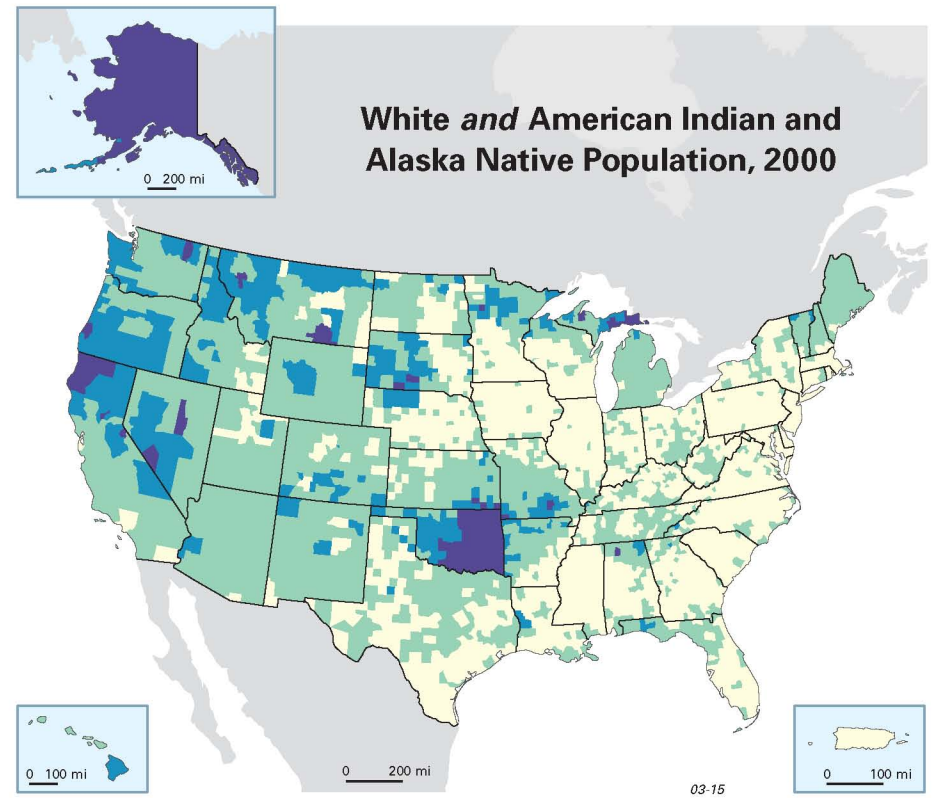 White and American Indian and
Alaska Native Population, 2000
0 200 mi
0 100 mi
0 200 mi
0 100 mi
03-15